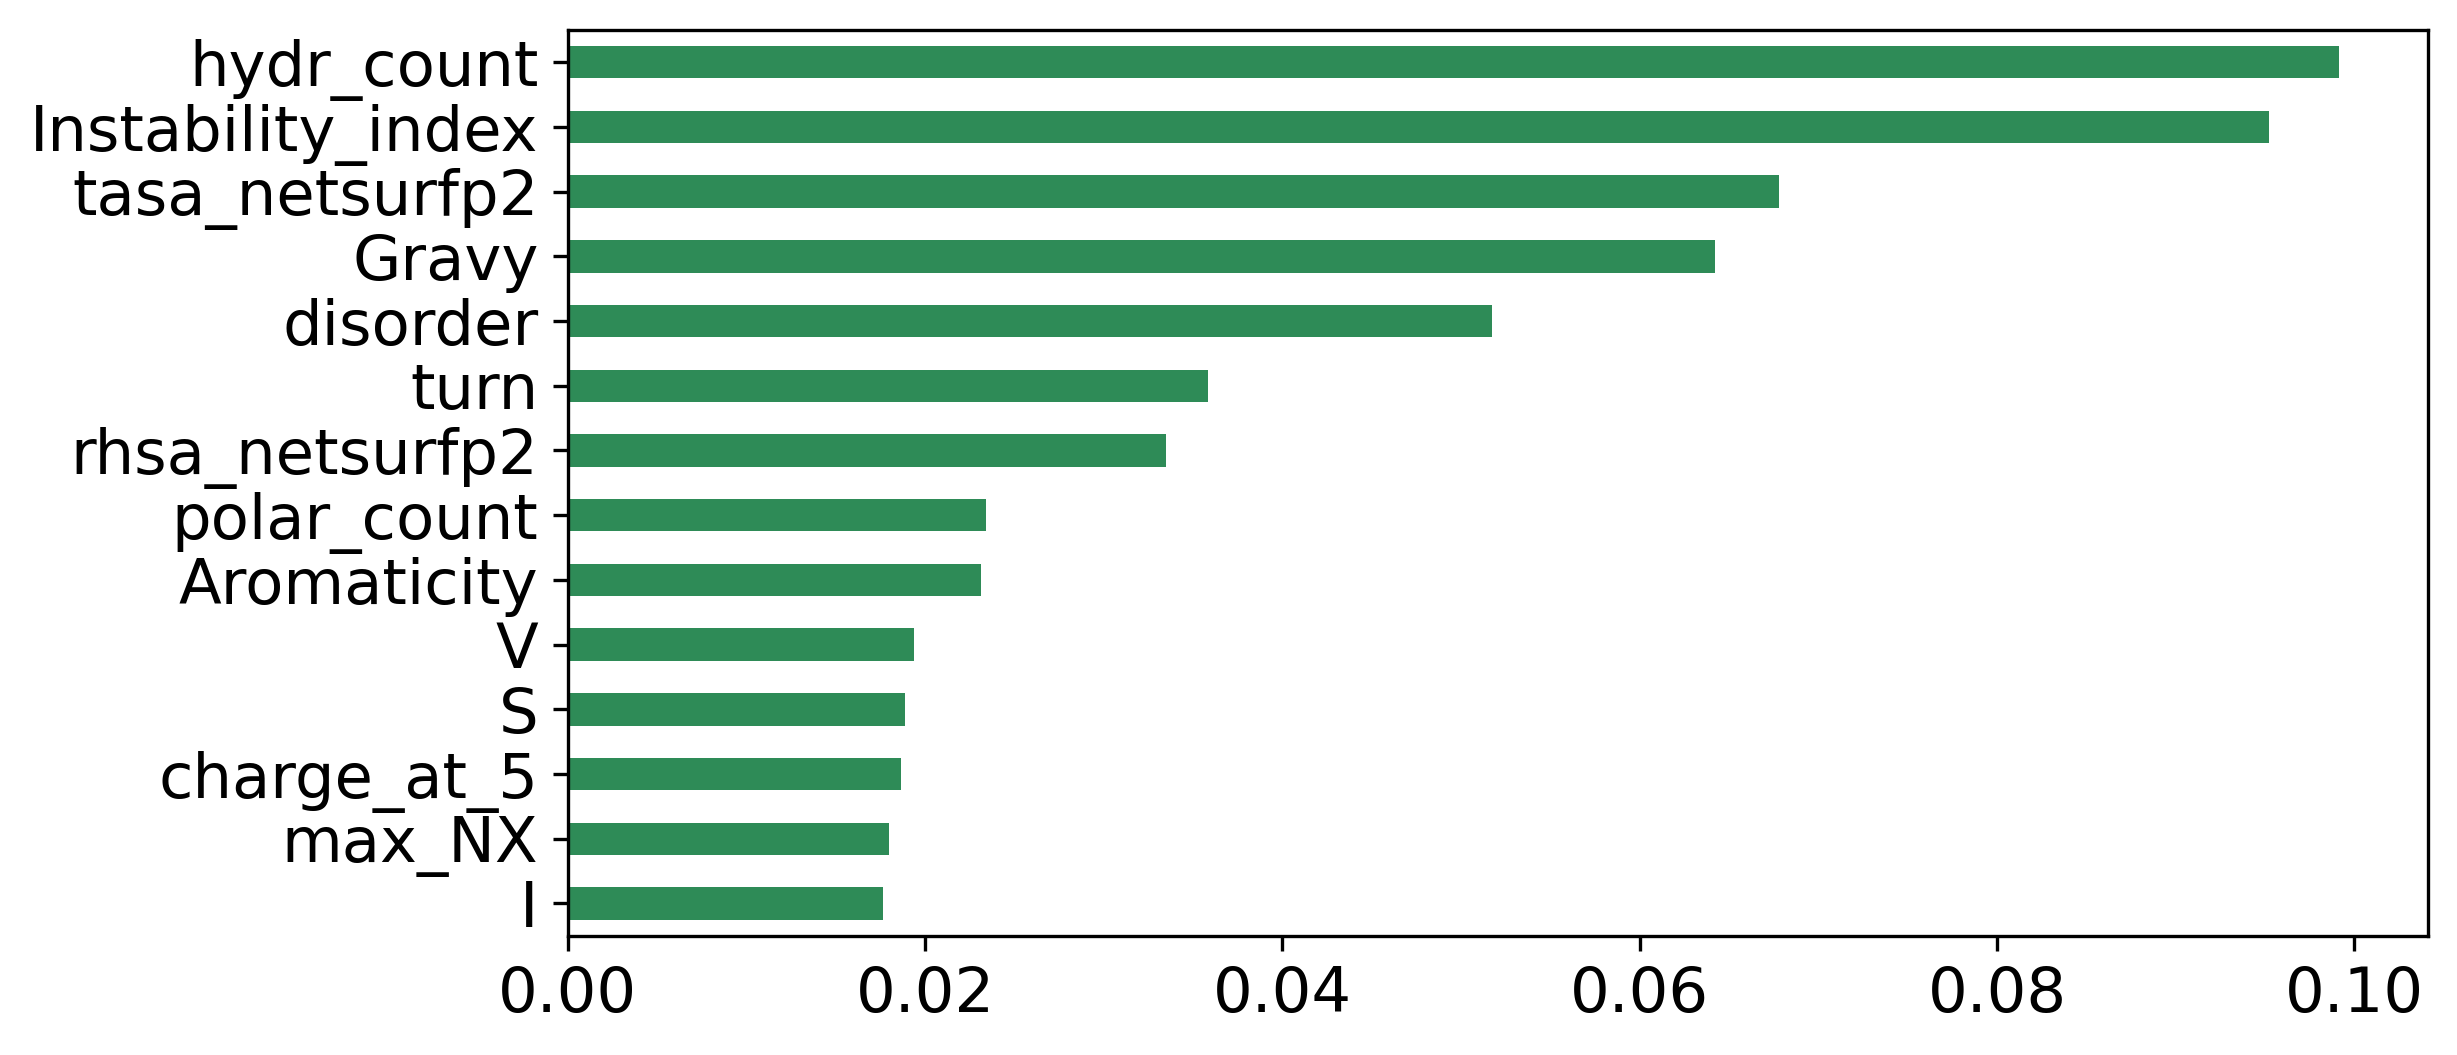 hydr_count
Instability_index
tasa_netsurfp2
Gravy
disorder
turn
rhsa_netsurfp2
polar_count
Aromaticity
V
S
charge_at_5
max_NX
I
0.00 0.02 0.04 0.06 0.08 0.10